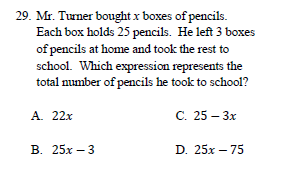 29. Mr. Turner bought x boxes of pencils.
Each box holds 25 pencils. He left 3 boxes
of pencils at home and took the rest to
school. Which expression represents the
total number of pencils he took to school?
A. 22x
C. 25 – 3x
B. 25x – 3
D. 25x – 75